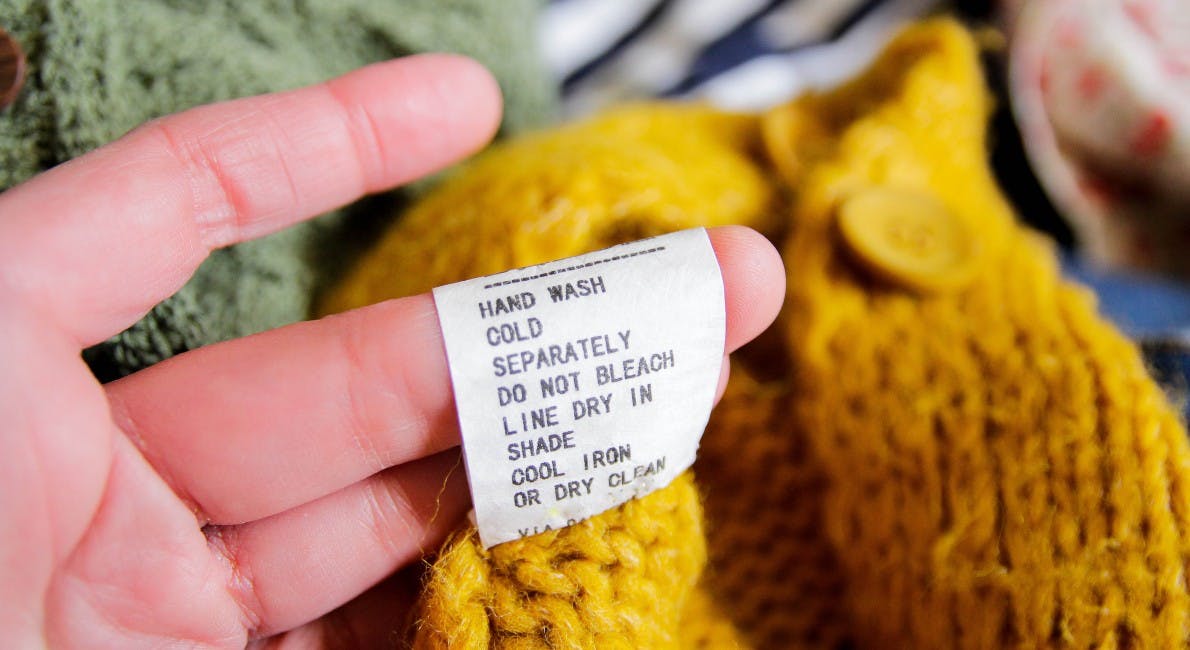 HAND WASH
COLD
SEPARATELY
DO NOT BLEACH
LINE DRY IN
SHADE
COOL IRON
OR DRY CLEAN